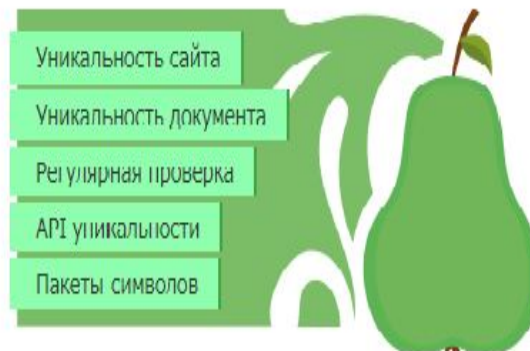 Уникальность сайта
Уникальность документа
Регулярная проверка
API уникальности
Пакеты символов